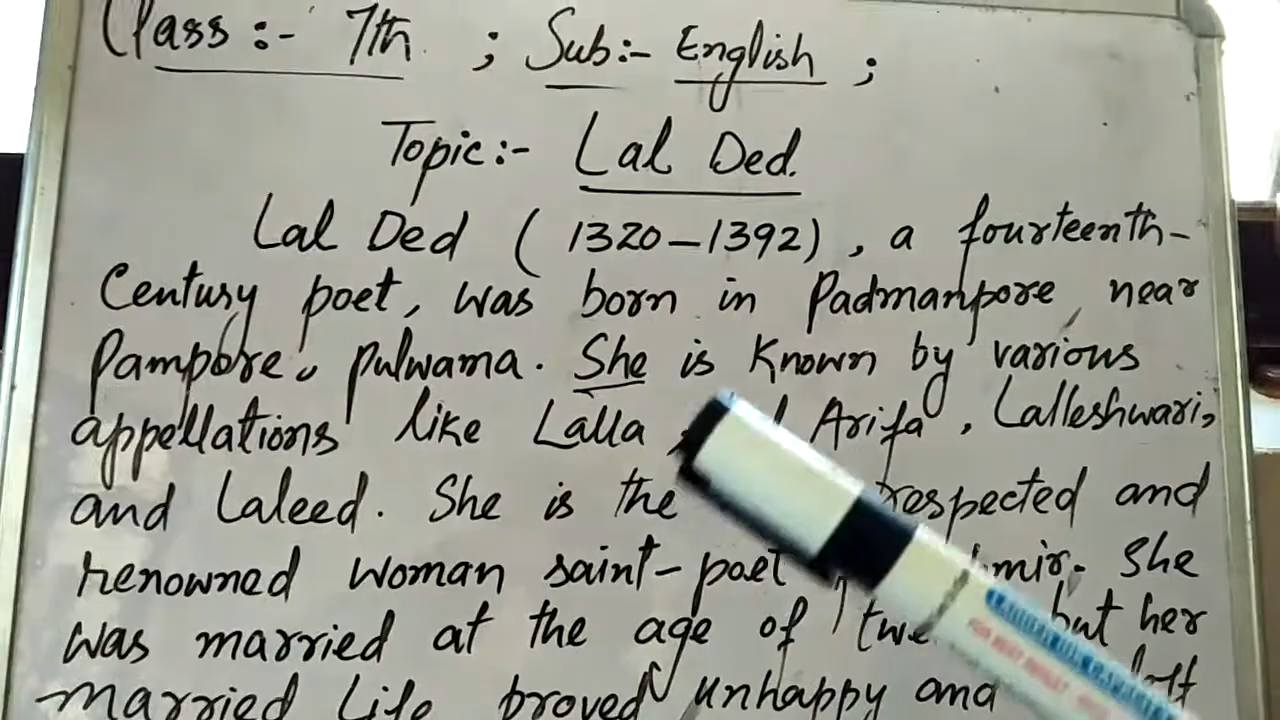 Class :- 7th ; Sub:- English ;
Topic:- Lal Ded.
Lal Ded ( 1320-1392) , a fourteenth-
Century poet, was born in Padmanpore near
Pampore, pulwama. She is Known by various
appellations like Lalla Arifa , Lalleshwari,
and Laleed. She is the respected and
renowned woman saint-poet She
was married at the age of but her
married life proved unhappy and